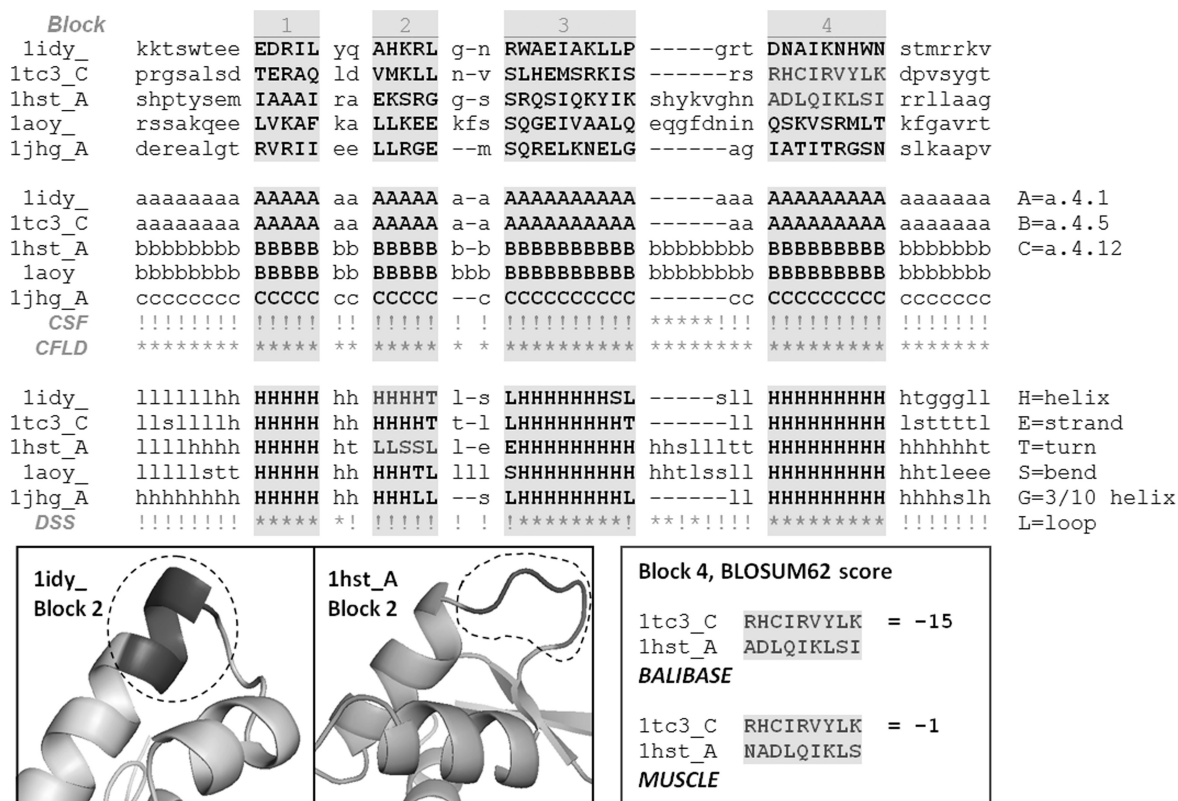 Block 1 2 3 4
1idy_ kktswtee EDRIL yq AHKRL g-n RWAEIAKLLP -----grt DNAIKNHWN stmrrkv
1tc3_C prgsalsd TERAQ ld VMKLL n-v SLHEMSRKIS ------rs RHCIRVYLK dpvsygt
1hst_A shptysem IAAAI ra EKSRG g-s SRQSIQKYIK shykvghn ADLQIKLSI rrllaag
1aoy_ rssakqee LVKAF ka LLKEE kfs SQGEIVAALQ eqgfdnin QSKVSRMLT kfgavrt
1jhg_A derealgt RVRII ee LLRGE --m SQRELKNELG ------ag IATITRGSN slkaapv
1idy_ aaaaaaaa AAAAA aa AAAAA a-a AAAAAAAAAA -----aaa AAAAAAAAA aaaaaaa A=a.4.1
1tc3_C aaaaaaaa AAAAA aa AAAAA a-a AAAAAAAAAA ------aa AAAAAAAAA aaaaaaa B=a.4.5
1hst_A bbbbbbbb BBBBB bb BBBBB b-b BBBBBBBBBB bbbbbbbb BBBBBBBBB bbbbbbb C=a.4.12
1aoy bbbbbbbb BBBBB bb BBBBB bbb BBBBBBBBBB bbbbbbbb BBBBBBBBB bbbbbbb
1jhg_A cccccccc CCCCC cc CCCCC --c CCCCCCCCCC ------cc CCCCCCCCC ccccccc
CSF !!!!!!!! !!!!! !! !!!!! ! ! !!!!!!!!!! *****!!! !!!!!!!!! !!!!!!!
CFLD ******** ***** ** ***** * * ********** ******** ********* *******
1idy_ llllllhh HHHHH hh HHHHT l-s LHHHHHHHSL -----sll HHHHHHHHH htgggll H=helix
1tc3_C llsllllhh HHHHH hh HHHHT t-l LHHHHHHHHT ------ll HHHHHHHHH lsttttl E=strand
1hst_A llllhhhh HHHHH ht LLSSL l-e EHHHHHHHHH hhsllltt HHHHHHHHH hhhhhht T=turn
1aoy_ lllllstt HHHHH hh HHHTL lll SHHHHHHHHH hhtlssll HHHHHHHHH hhtleee S=bend
1jhg_A hhhhhhhh HHHHH hh HHHLL --s LHHHHHHHHL ------ll HHHHHHHHH hhhhslh G=3/10 helix
DSS !!!!!!!! ***** *! !!!!! ! ! !********! **!*!!!! ********* !!!!!!! L=loop
1idy_
Block 2
1hst_A
Block 2
Block 4, BLOSUM62 score
1tc3_C RHCIRVYLK = -15
1hst_A ADLQIKLSI
BALIBASE
1tc3_C RHCIRVYLK = -1
1hst_A NADLQIKLS
MUSCLE